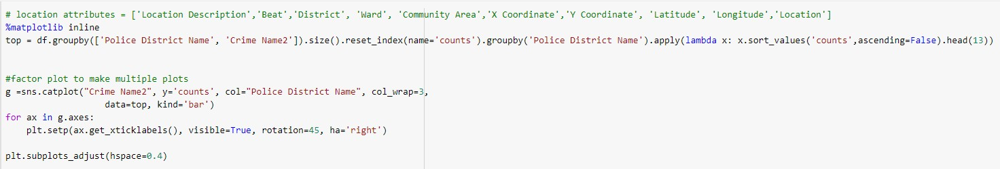 # location attributes = ['Location Description','Beat','District', 'Ward', 'Community Area','X Coordinate','Y Coordinate', 'Latitude', 'Longitude','Location']
%matplotlib inline
top = df.groupby(['Police District Name', 'Crime Name2']).size().reset_index(name='counts').groupby('Police District Name').apply(lambda x: x.sort_values('counts',ascending=False).head(13))
#factor plot to make multiple plots
g =sns.catplot("Crime Name2", y='counts', col="Police District Name", col_wrap=3,
data=top, kind='bar')
for ax in g.axes:
plt.setp(ax.get_xticklabels(), visible=True, rotation=45, ha='right')
plt.subplots_adjust(hspace=0.4)